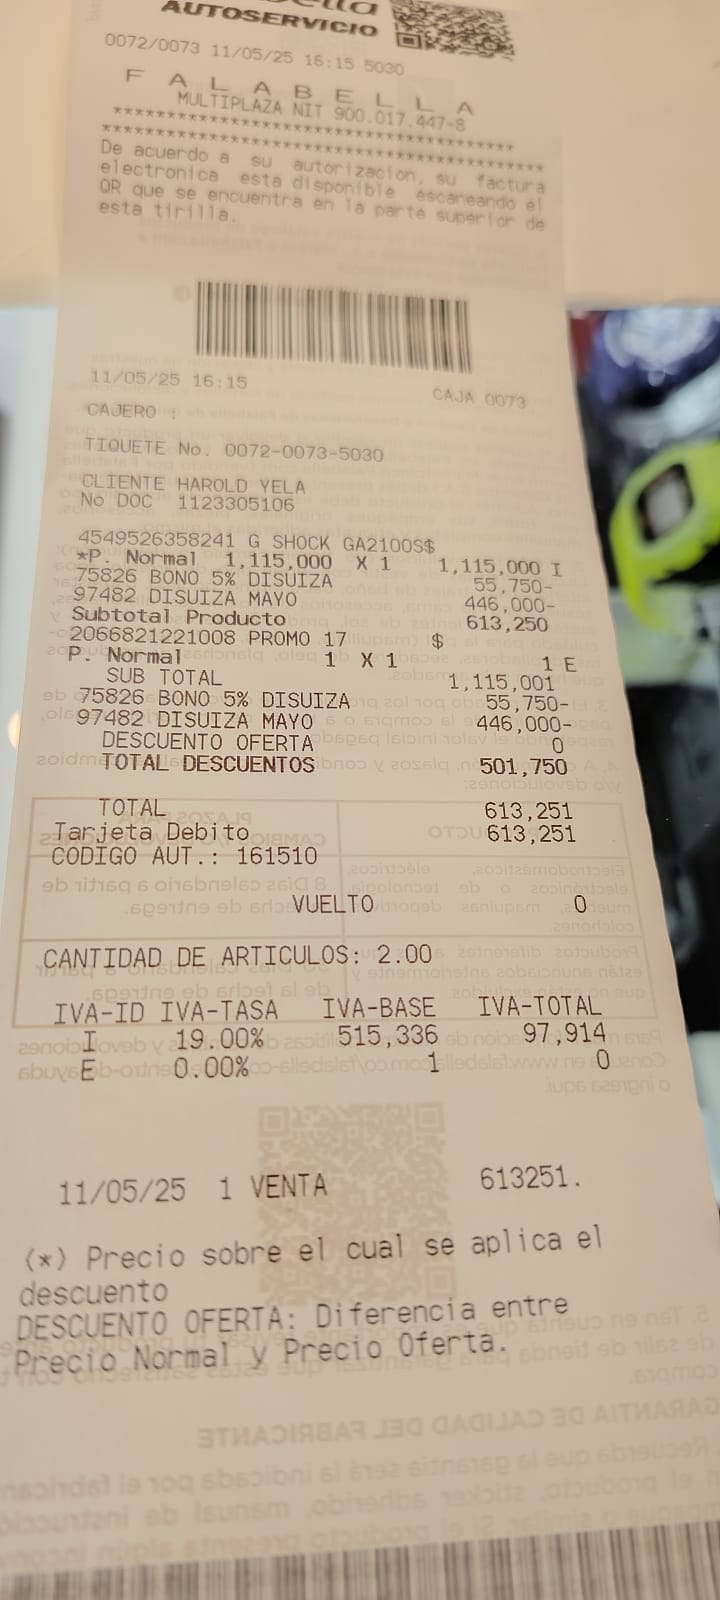 AUTOSERVICIO
0072/0073 11/05/25 16:15 5030
F A L A B E L L A
MULTIPLAZA NIT 900.017.447-8
************************************
****************************************
De acuerdo a su autorizacion, su factura
electronica esta disponible escaneando el
QR que se encuentra en la parte superior de
esta tirilla.
11/05/25 16:15 CAJA 0073
CAJERO :
TIQUETE No. 0072-0073-5030
CLIENTE HAROLD YELA
No DOC 1123305106
4549526358241 G SHOCK GA2100S$
*P. Normal 1,115,000 X 1 1,115,000 I
75826 BONO 5% DISUIZA 55,750-
97482 DISUIZA MAYO 446,000-
Subtotal Producto 613,250
2066821221008 PROMO 17 $
P. Normal 1 X 1 1 E
SUB TOTAL 1,115,001
75826 BONO 5% DISUIZA 55,750-
97482 DISUIZA MAYO 446,000-
DESCUENTO OFERTA 0
TOTAL DESCUENTOS 501,750
TOTAL 613,251
Tarjeta Debito 613,251
CODIGO AUT.: 161510
VUELTO 0
CANTIDAD DE ARTICULOS: 2.00
IVA-ID IVA-TASA IVA-BASE IVA-TOTAL
I 19.00% 515,336 97,914
E 0.00% 1 0
11/05/25 1 VENTA 613251.
(*) Precio sobre el cual se aplica el
descuento
DESCUENTO OFERTA: Diferencia entre
Precio Normal y Precio Oferta.